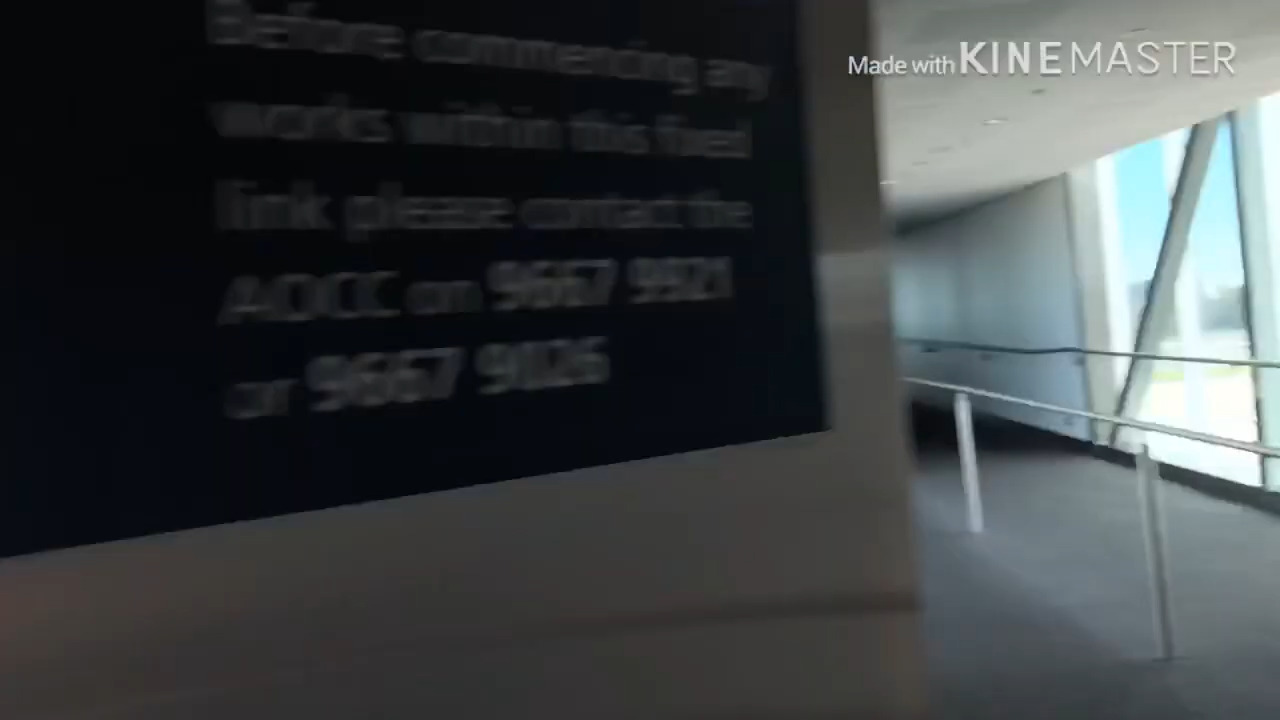 Before commencing any
works within this fixed
link please contact the
AOCC on 9667 9921
or 9667 9026
Made with KINEMASTER